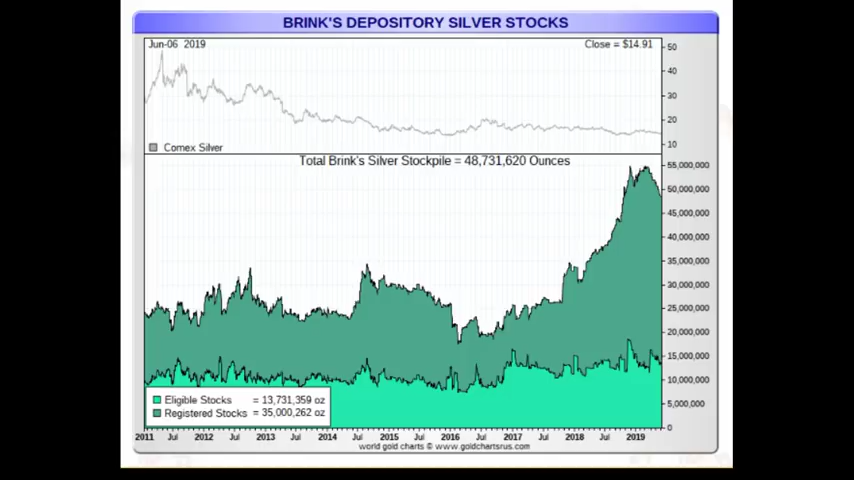 BRINK'S DEPOSITORY SILVER STOCKS
Jun-06 2019
Close = $14.91
50
40
30
20
10
Comex Silver
Total Brink's Silver Stockpile = 48,731,620 Ounces
55,000,000
50,000,000
45,000,000
40,000,000
35,000,000
30,000,000
25,000,000
20,000,000
15,000,000
10,000,000
5,000,000
0
Eligible Stocks = 13,731,359 oz
Registered Stocks = 35,000,262 oz
2011 Jul 2012 Jul 2013 Jul 2014 Jul 2015 Jul 2016 Jul 2017 Jul 2018 Jul 2019
world gold charts © www.goldchartsrus.com